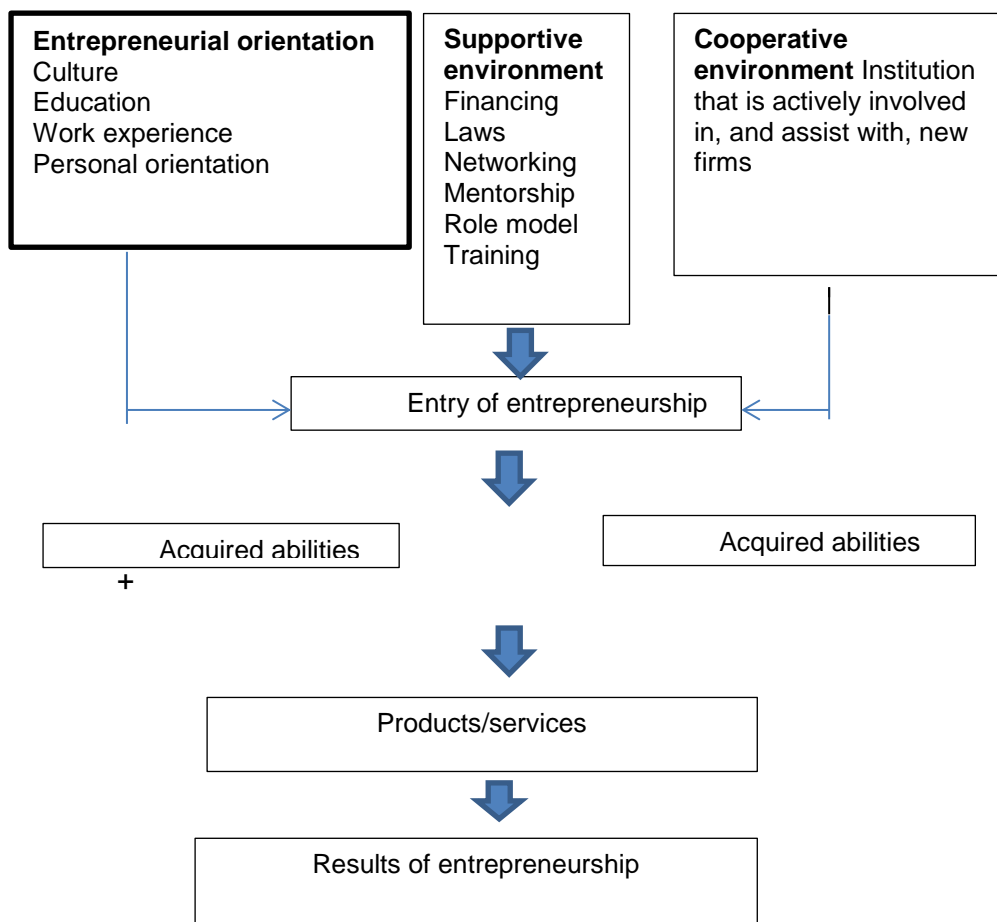 Entrepreneurial orientation
Culture
Education
Work experience
Personal orientation
Supportive
environment
Financing
Laws
Networking
Mentorship
Role model
Training
Cooperative
environment Institution
that is actively involved
in, and assist with, new
firms
Entry of entrepreneurship
Acquired abilities
+
Acquired abilities
Products/services
Results of entrepreneurship